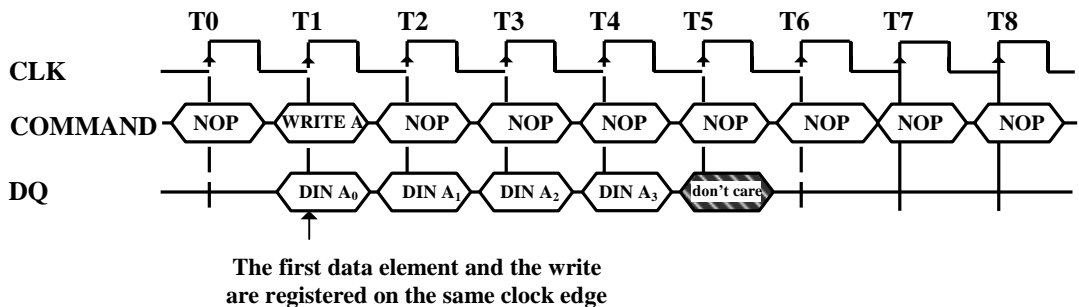 T0 T1 T2 T3 T4 T5 T6 T7 T8
CLK
COMMAND NOP WRITE A NOP NOP NOP NOP NOP NOP NOP
DQ DIN A₀ DIN A₁ DIN A₂ DIN A₃ don't care
The first data element and the write
are registered on the same clock edge